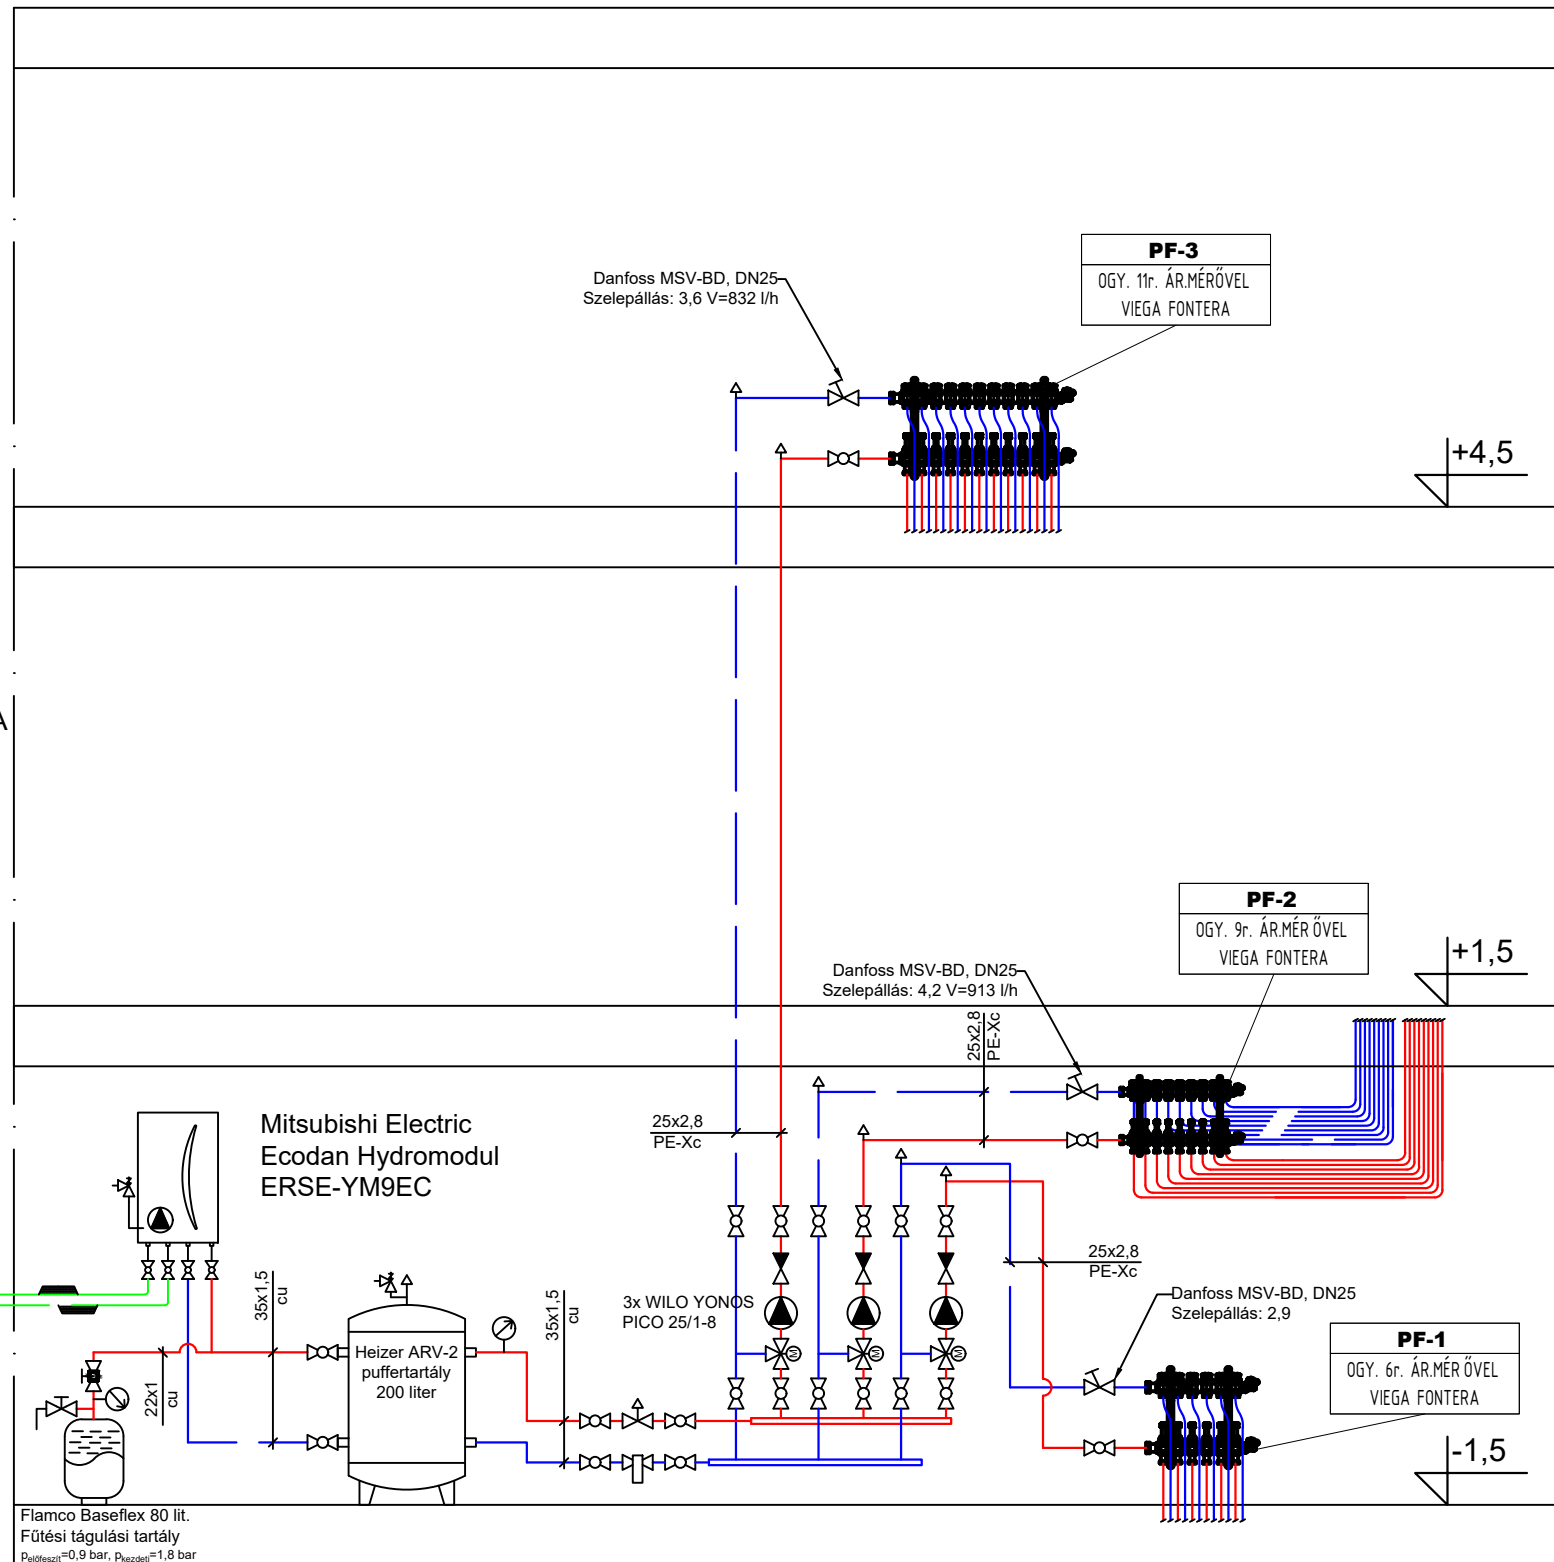 PF-3
OGY. 11r. ÁR.MÉRŐVEL
VIEGA FONTERA
Danfoss MSV-BD, DN25
Szelepállás: 3,6 V=832 l/h
+4,5
A
PF-2
OGY. 9r. ÁR.MÉR ŐVEL
VIEGA FONTERA
+1,5
Danfoss MSV-BD, DN25
Szelepállás: 4,2 V=913 l/h
25x2,8
PE-Xc
25x2,8
PE-Xc
Mitsubishi Electric
Ecodan Hydromodul
ERSE-YM9EC
25x2,8
PE-Xc
35x1,5
cu
35x1,5
cu
3x WILO YONOS
PICO 25/1-8
Danfoss MSV-BD, DN25
Szelepállás: 2,9
M
M
M
Heizer ARV-2
puffertartály
200 liter
PF-1
OGY. 6r. ÁR.MÉR ŐVEL
VIEGA FONTERA
22x1
cu
-1,5
Flamco Baseflex 80 lit.
Fűtési tágulási tartály
pelőfeszít=0,9 bar, pkezdeti=1,8 bar